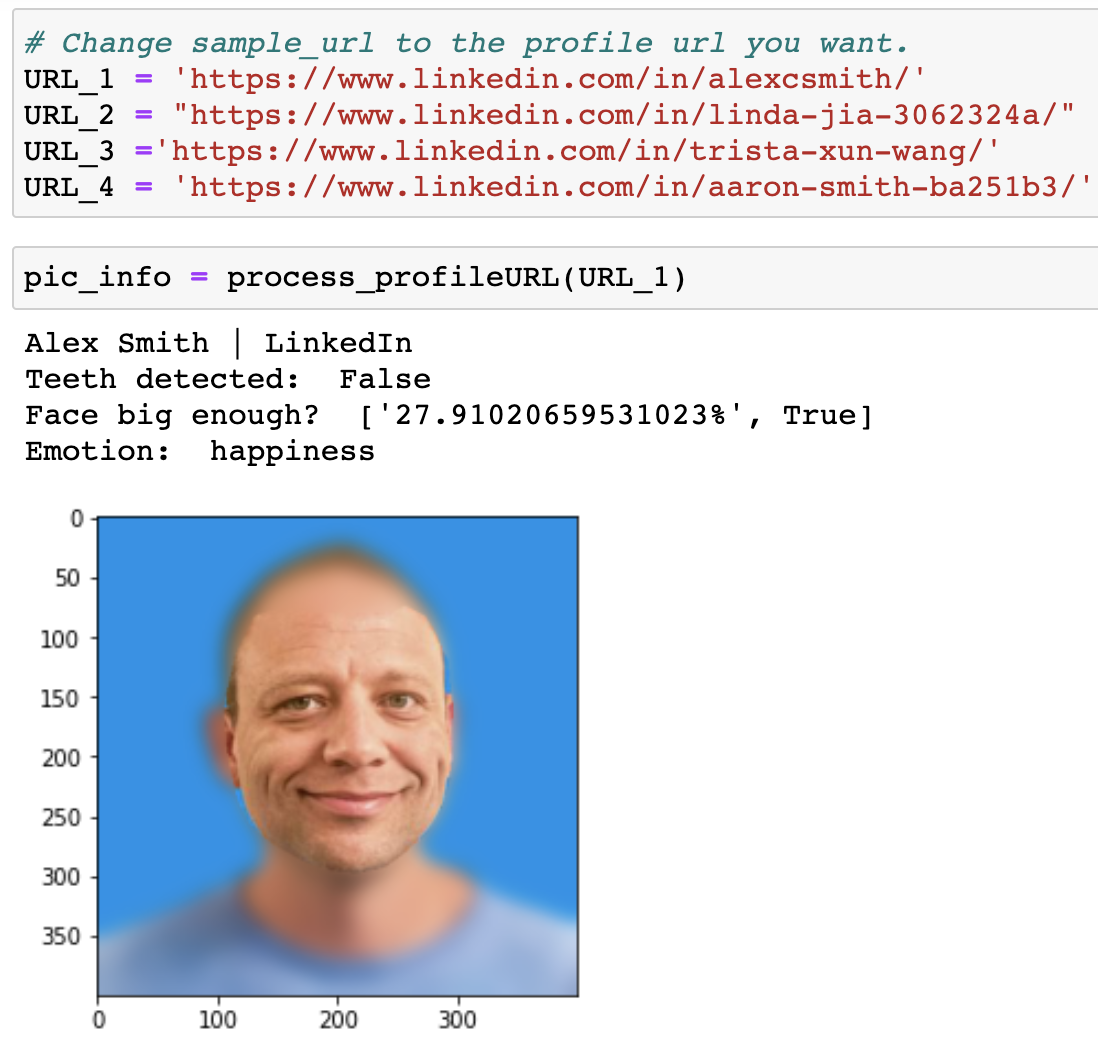 # Change sample_url to the profile url you want.
URL_1 = 'https://www.linkedin.com/in/alexcsmith/'
URL_2 = "https://www.linkedin.com/in/linda-jia-3062324a/"
URL_3 ='https://www.linkedin.com/in/trista-xun-wang/'
URL_4 = 'https://www.linkedin.com/in/aaron-smith-ba251b3/'
pic_info = process_profileURL(URL_1)
Alex Smith | LinkedIn
Teeth detected:  False
Face big enough?  ['27.91020659531023%', True]
Emotion:  happiness
0
50
100
150
200
250
300
350
0 100 200 300